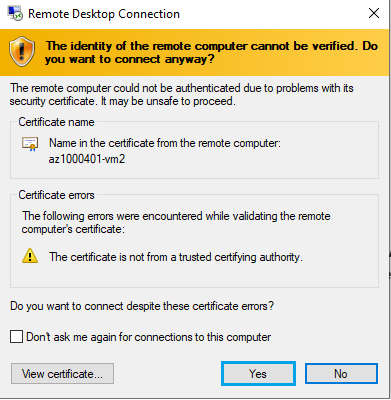 Remote Desktop Connection
The identity of the remote computer cannot be verified. Do
you want to connect anyway?
The remote computer could not be authenticated due to problems with its
security certificate. It may be unsafe to proceed.
Certificate name
Name in the certificate from the remote computer:
az1000401-vm2
Certificate errors
The following errors were encountered while validating the remote
computer's certificate:
The certificate is not from a trusted certifying authority.
Do you want to connect despite these certificate errors?
Don't ask me again for connections to this computer
View certificate... Yes No